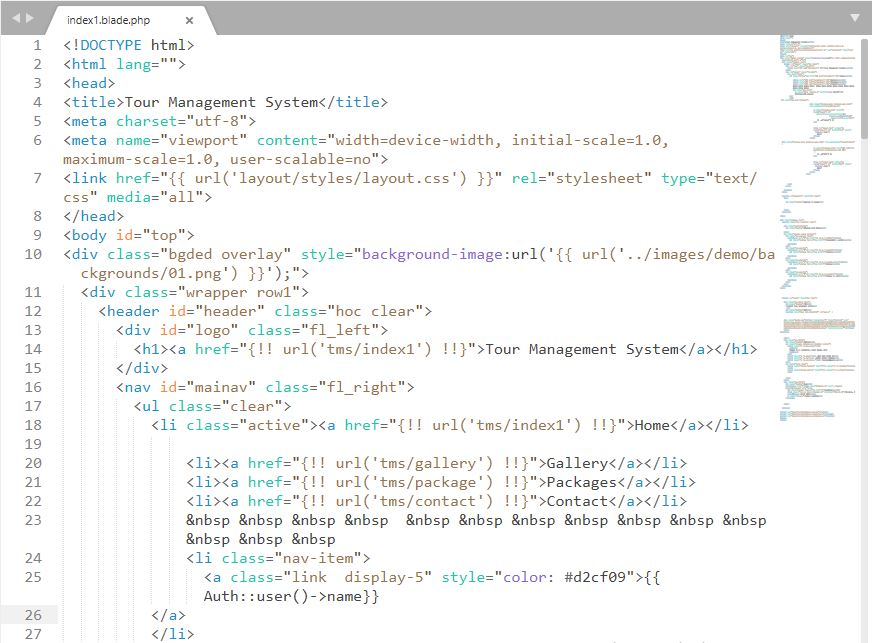 index1.blade.php
1 <!DOCTYPE html>
2 <html lang="">
3 <head>
4 <title>Tour Management System</title>
5 <meta charset="utf-8">
6 <meta name="viewport" content="width=device-width, initial-scale=1.0,
maximum-scale=1.0, user-scalable=no">
7 <link href="{{ url('layout/styles/layout.css') }}" rel="stylesheet" type="text/
css" media="all">
8 </head>
9 <body id="top">
10 <div class="bgded overlay" style="background-image:url('{{ url('../images/demo/ba
ckgrounds/01.png') }}');">
11 <div class="wrapper row1">
12 <header id="header" class="hoc clear">
13 <div id="logo" class="fl_left">
14 <h1><a href="{!! url('tms/index1') !!}">Tour Management System</a></h1>
15 </div>
16 <nav id="mainav" class="fl_right">
17 <ul class="clear">
18 <li class="active"><a href="{!! url('tms/index1') !!}">Home</a></li>
19
20 <li><a href="{!! url('tms/gallery') !!}">Gallery</a></li>
21 <li><a href="{!! url('tms/package') !!}">Packages</a></li>
22 <li><a href="{!! url('tms/contact') !!}">Contact</a></li>
23 &nbsp &nbsp &nbsp &nbsp  &nbsp &nbsp &nbsp &nbsp &nbsp &nbsp &nbsp
&nbsp &nbsp &nbsp
24 <li class="nav-item">
25 <a class="link  display-5" style="color: #d2cf09">{{
Auth::user()->name}}
26 </a>
27 </li>